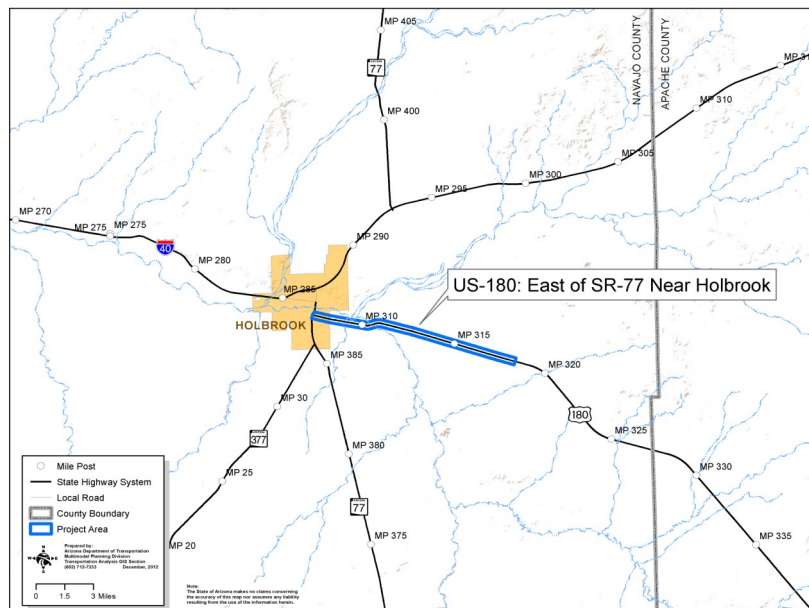 MP 405
77
MP 400
NAVAJO COUNTY
APACHE COUNTY
MP 310
MP 305
MP 300
MP 295
MP 270
MP 275
MP 275
40
MP 280
MP 290
MP 285
US-180: East of SR-77 Near Holbrook
HOLBROOK
MP 310
MP 315
MP 320
MP 385
180
MP 30
377
MP 325
MP 380
MP 25
MP 330
77
MP 20
MP 375
MP 335
Mile Post
State Highway System
Local Road
County Boundary
Project Area
Prepared by:
Arizona Department of Transportation
Multimodal Planning Division
Transportation Analysis GIS Section
(602) 712-7333 December, 2012
0 1.5 3 Miles
Note:
The State of Arizona makes no claims concerning
the accuracy of this map nor assumes any liability
resulting from the use of the information herein.